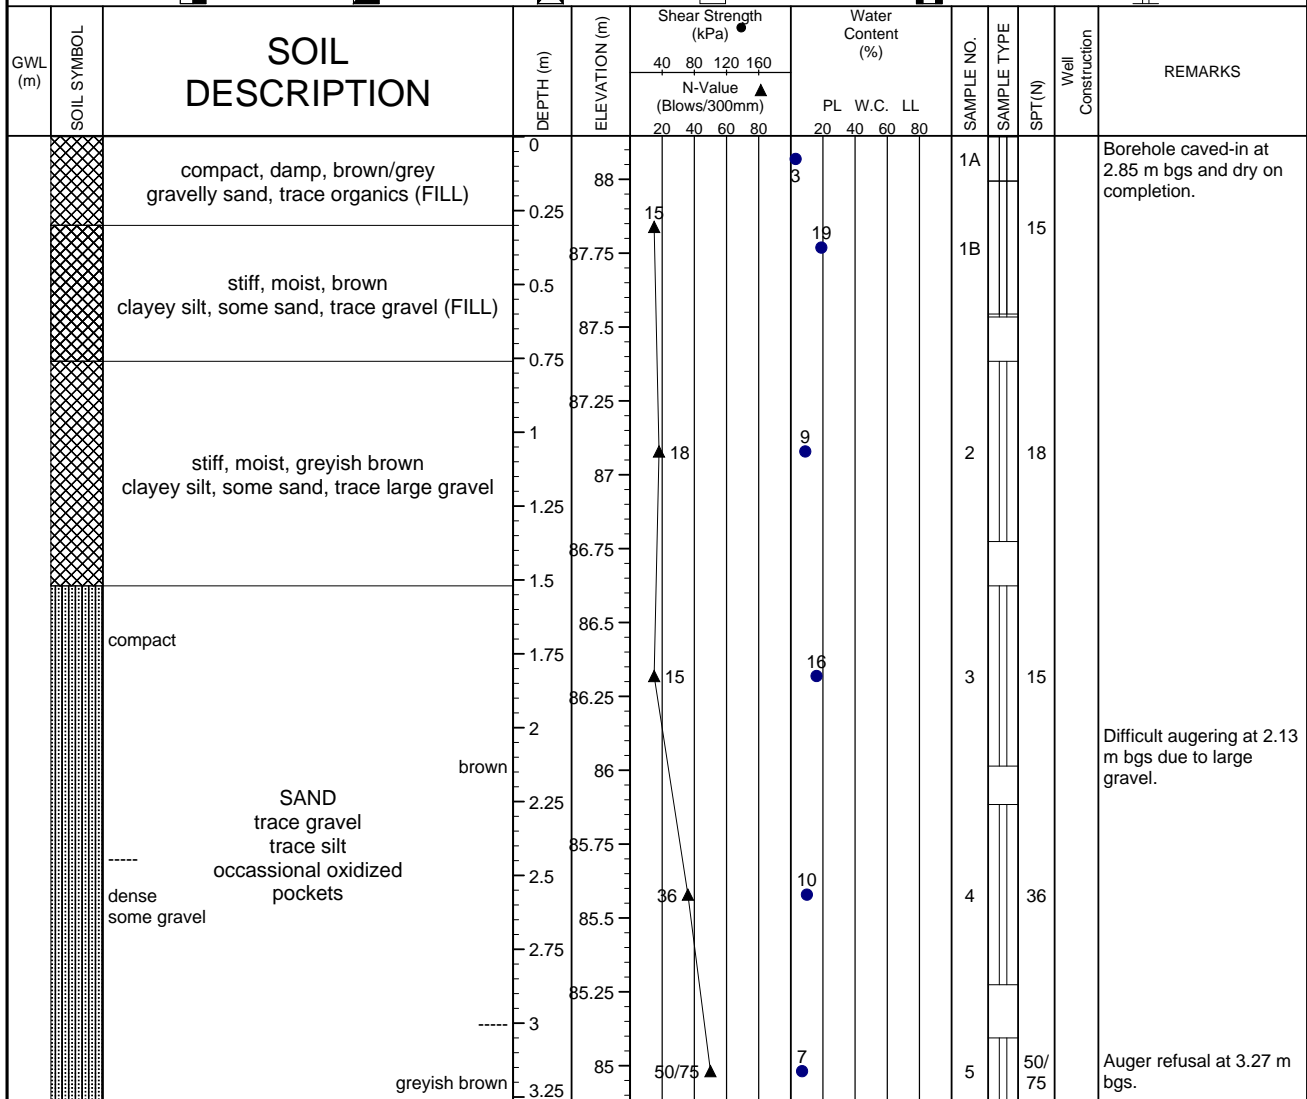 GWL
(m)
SOIL SYMBOL
SOIL
DESCRIPTION
DEPTH (m)
ELEVATION (m)
Shear Strength
(kPa)
40 80 120 160
N-Value
(Blows/300mm)
20 40 60 80
Water
Content
(%)
PL W.C. LL
20 40 60 80
SAMPLE NO.
SAMPLE TYPE
SPT(N)
Well
Construction
REMARKS
compact, damp, brown/grey
gravelly sand, trace organics (FILL)
stiff, moist, brown
clayey silt, some sand, trace gravel (FILL)
stiff, moist, greyish brown
clayey silt, some sand, trace large gravel
compact
brown
SAND
trace gravel
trace silt
occassional oxidized
pockets
-----
dense
some gravel
-----
greyish brown
0
0.25
0.5
0.75
1
1.25
1.5
1.75
2
2.25
2.5
2.75
3
3.25
88
87.75
87.5
87.25
87
86.75
86.5
86.25
86
85.75
85.5
85.25
85
15
18
15
36
50/75
3
19
9
16
10
7
1A
1B
2
3
4
5
15
18
15
36
50/
75
Borehole caved-in at
2.85 m bgs and dry on
completion.
Difficult augering at 2.13
m bgs due to large
gravel.
Auger refusal at 3.27 m
bgs.